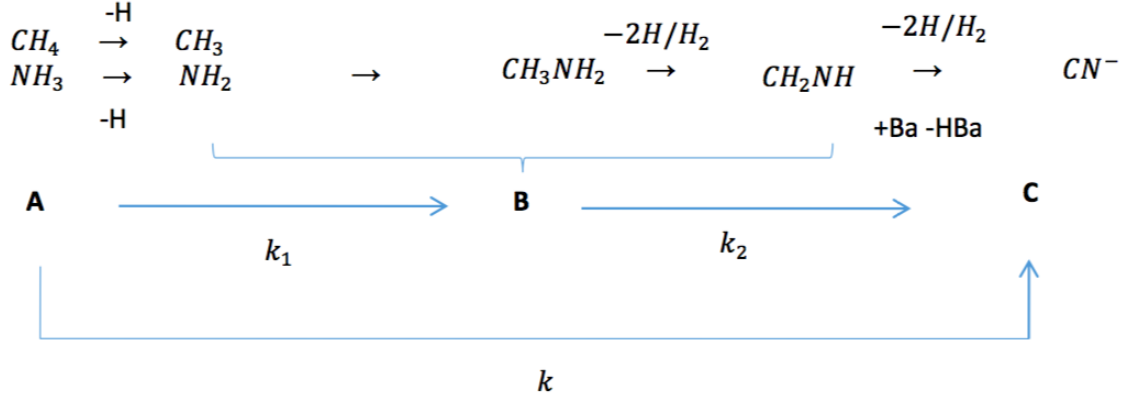 -H
CH₄ → CH₃
NH₃ → NH₂ → CH₃NH₂ −2H/H₂ → CH₂NH −2H/H₂ → CN⁻
-H
+Ba -HBa
A B C
k₁ k₂
k